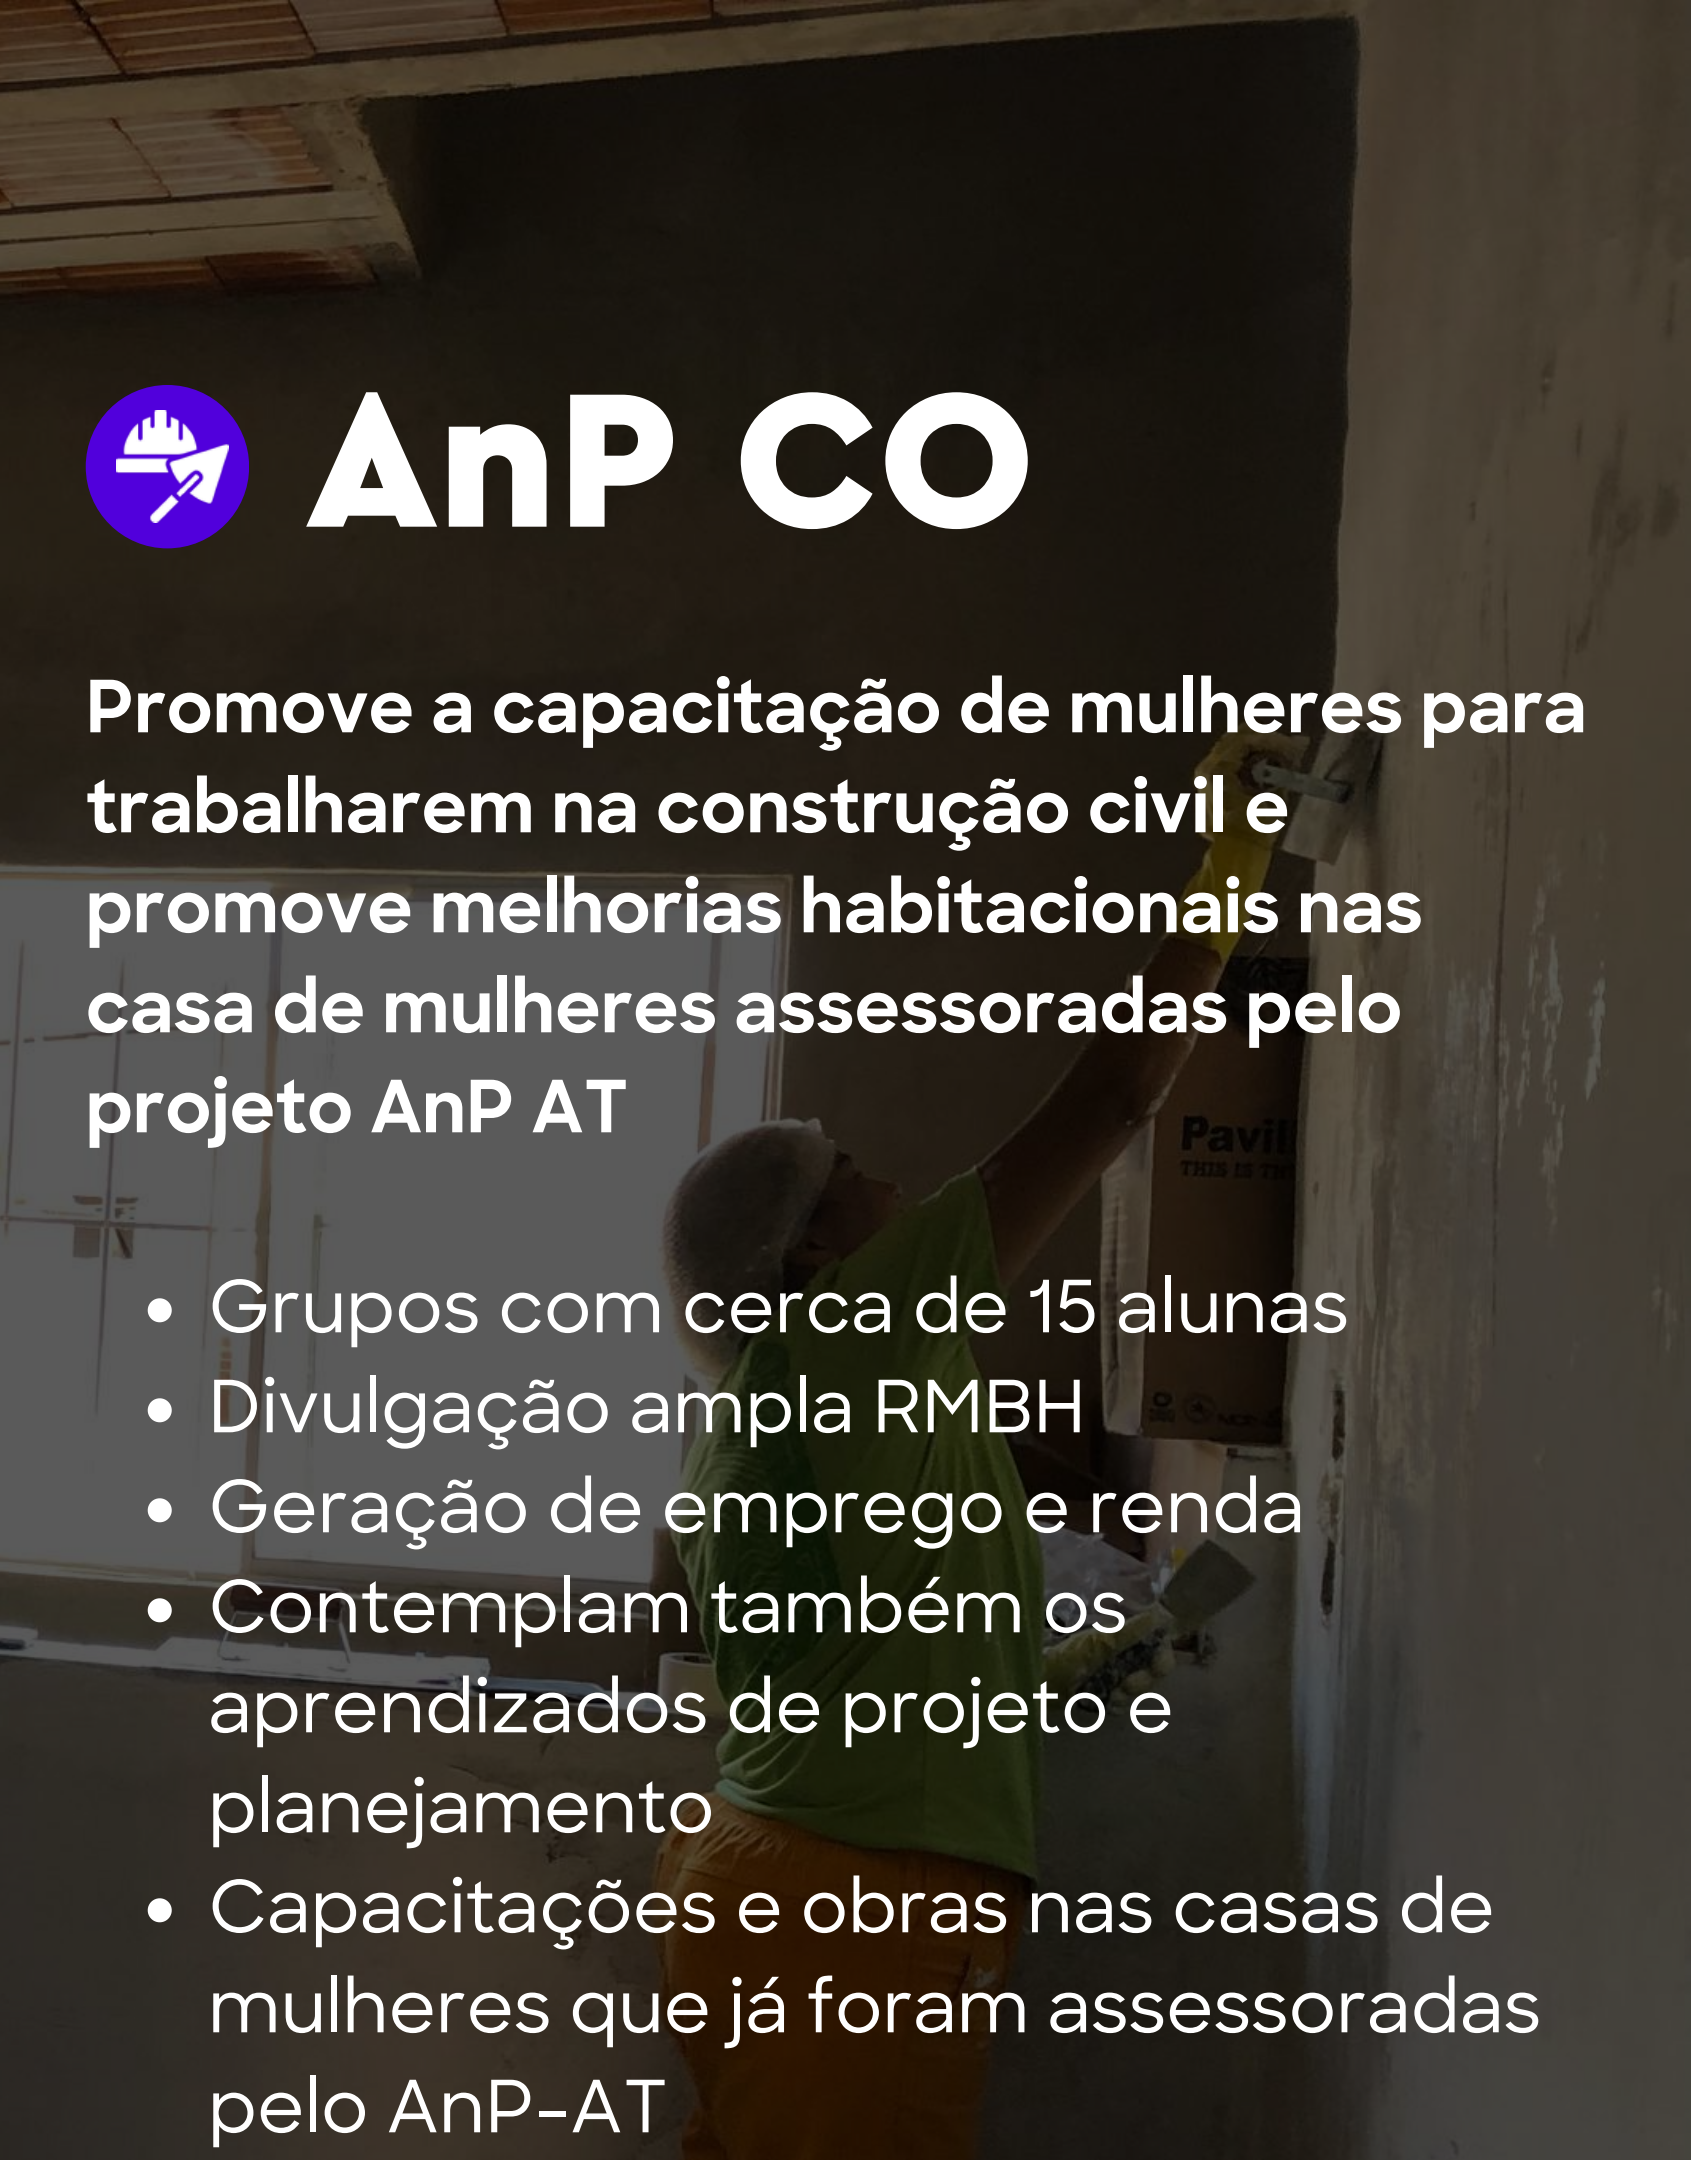 AnP CO
Promove a capacitação de mulheres para
trabalharem na construção civil e
promove melhorias habitacionais nas
casa de mulheres assessoradas pelo
projeto AnP AT
• Grupos com cerca de 15 alunas
• Divulgação ampla RMBH
• Geração de emprego e renda
• Contemplam também os
aprendizados de projeto e
planejamento
• Capacitações e obras nas casas de
mulheres que já foram assessoradas
pelo AnP-AT
THIS IS